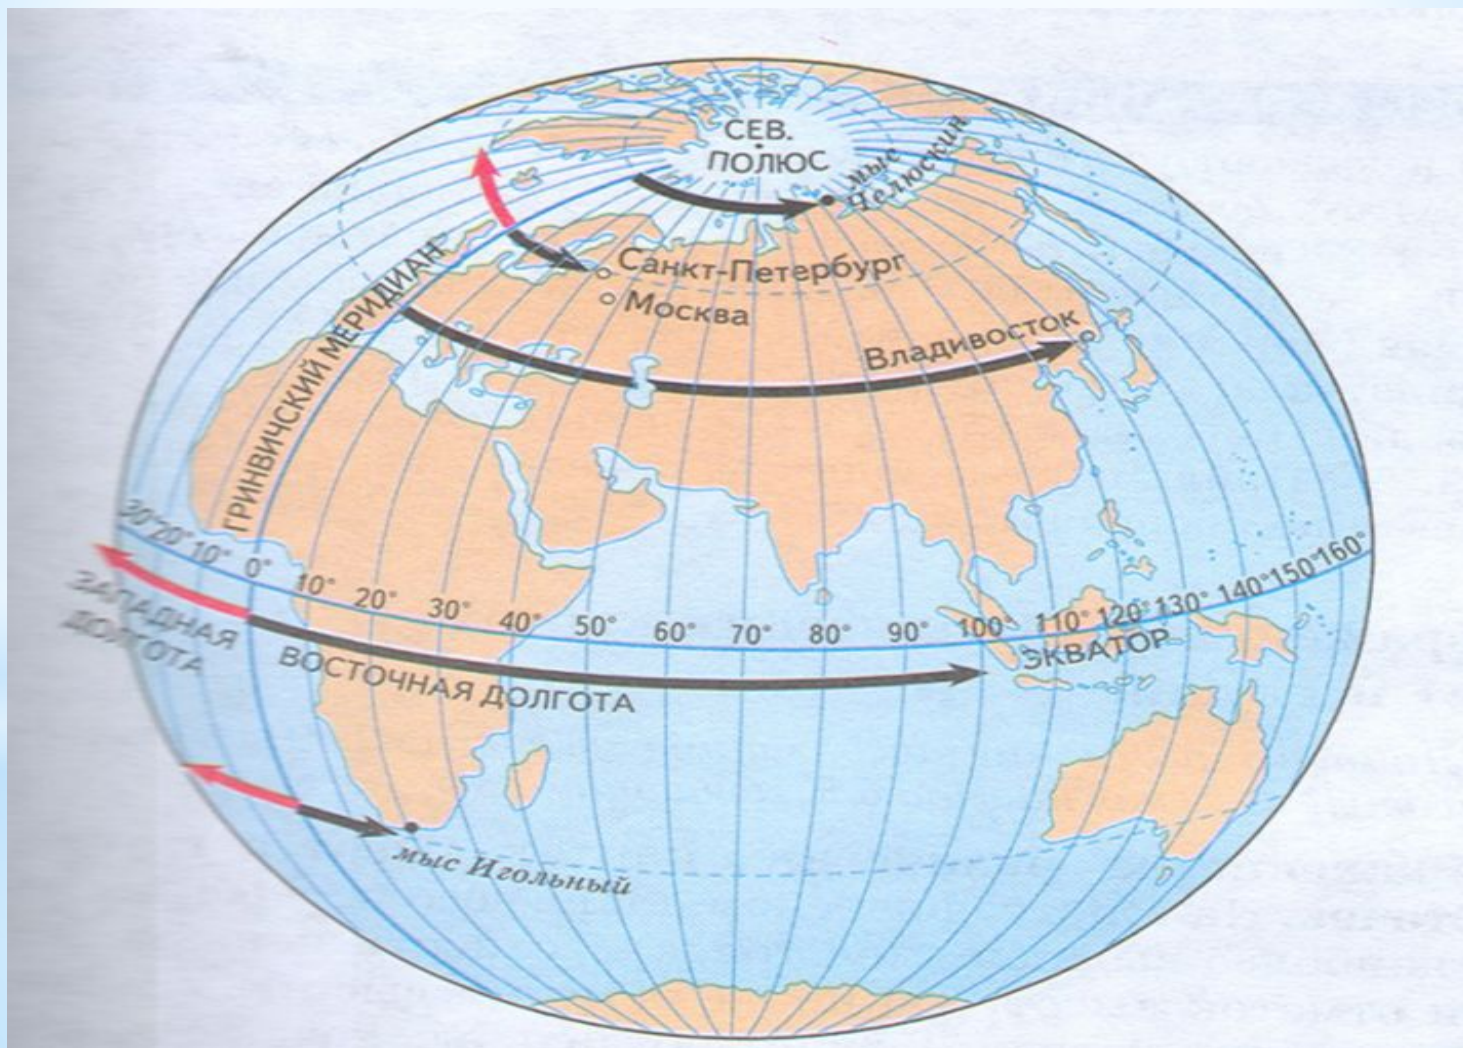 СЕВ.
ПОЛЮС
мыс
Челюскин
Санкт-Петербург
Москва
Владивосток
ГРИНВИЧСКИЙ МЕРИДИАН
30° 20° 10° 0° 10° 20° 30° 40° 50° 60° 70° 80° 90° 100° 110° 120° 130° 140° 150° 160°
ЭКВАТОР
ЗАПАДНАЯ
ДОЛГОТА
ВОСТОЧНАЯ ДОЛГОТА
мыс Игольный